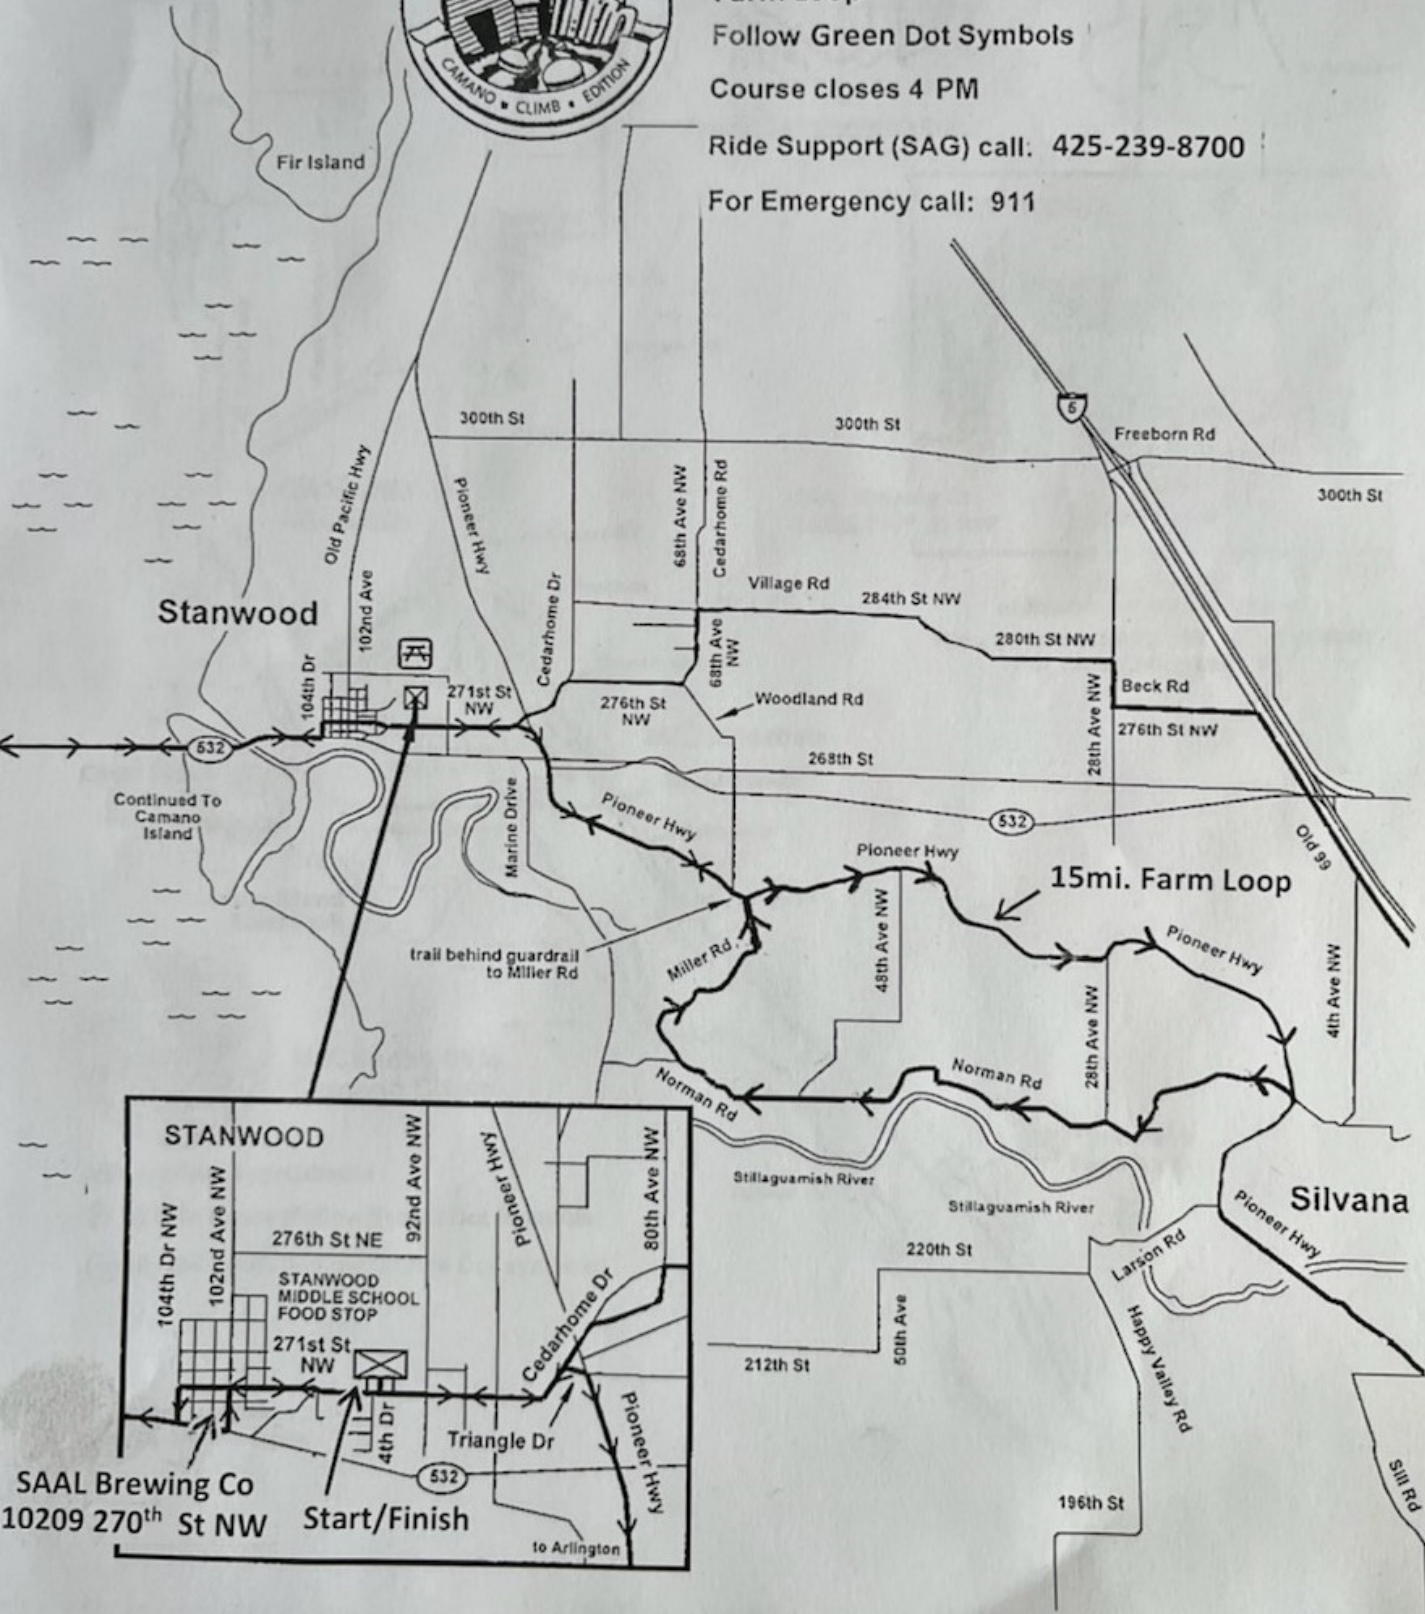 CAMANO • CLIMB • EDITION
Farm Loop
Follow Green Dot Symbols
Course closes 4 PM
Ride Support (SAG) call: 425-239-8700
For Emergency call: 911
Fir Island
5
300th St
300th St
Freeborn Rd
300th St
Old Pacific Hwy
Pioneer Hwy
68th Ave NW
Cedarhome Rd
Village Rd
284th St NW
Stanwood
102nd Ave
Cedarhome Dr
68th Ave
NW
280th St NW
104th Dr
271st St
NW
276th St
NW
Woodland Rd
28th Ave NW
Beck Rd
276th St NW
532
268th St
Continued To
Camano
Island
Marine Drive
Pioneer Hwy
532
Old 99
Pioneer Hwy
15mi. Farm Loop
trail behind guardrail
to Miller Rd
Miller Rd.
48th Ave NW
Pioneer Hwy
28th Ave NW
4th Ave NW
Norman Rd
Norman Rd
Stillaguamish River
Stillaguamish River
Silvana
Pioneer Hwy
Larson Rd
220th St
50th Ave
212th St
Happy Valley Rd
196th St
Sill Rd
STANWOOD
104th Dr NW
102nd Ave NW
92nd Ave NW
Pioneer Hwy
80th Ave NW
276th St NE
STANWOOD
MIDDLE SCHOOL
FOOD STOP
271st St
NW
Cedarhome Dr
4th Dr
Triangle Dr
Pioneer Hwy
532
SAAL Brewing Co
10209 270th St NW
Start/Finish
to Arlington